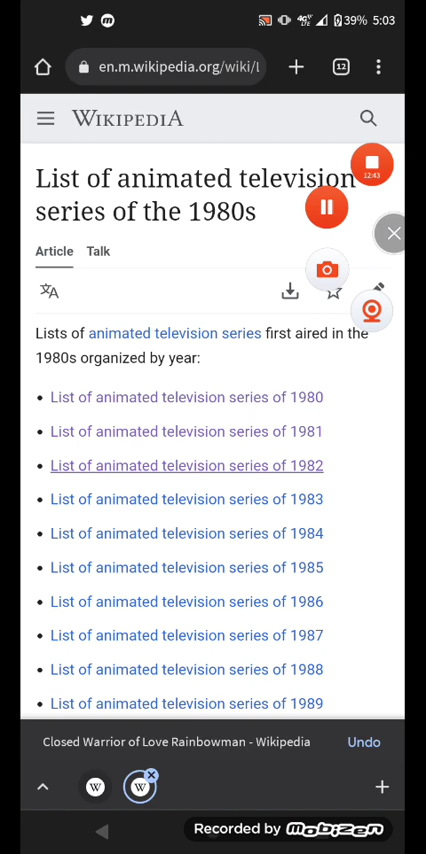 39% 5:03
en.m.wikipedia.org/wiki/L
12
WIKIPEDIA
List of animated television
series of the 1980s
12:43
Article Talk
Lists of animated television series first aired in the
1980s organized by year:
List of animated television series of 1980
List of animated television series of 1981
List of animated television series of 1982
List of animated television series of 1983
List of animated television series of 1984
List of animated television series of 1985
List of animated television series of 1986
List of animated television series of 1987
List of animated television series of 1988
List of animated television series of 1989
Closed Warrior of Love Rainbowman - Wikipedia Undo
W W
Recorded by mobizen